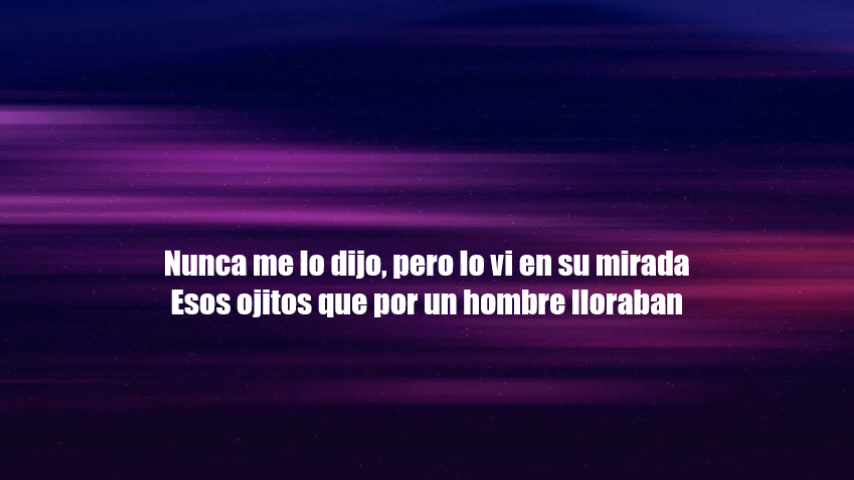 Nunca me lo dijo, pero lo vi en su mirada
Esos ojitos que por un hombre lloraban